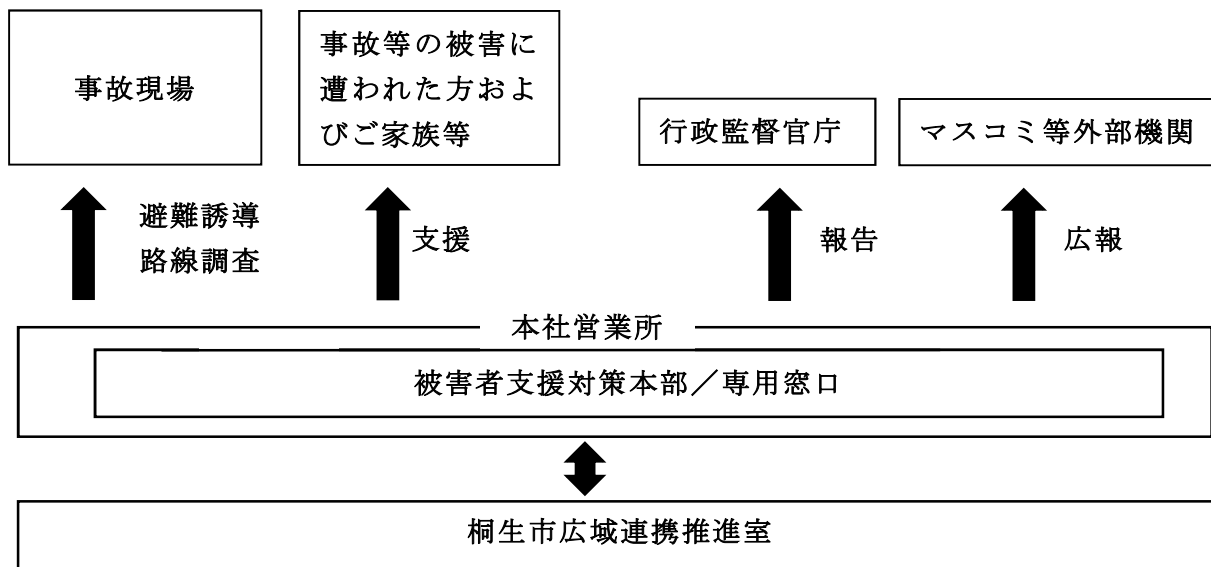 事故現場
事故等の被害に
遭われた方およ
びご家族等
行政監督官庁
マスコミ等外部機関
避難誘導
路線調査
支援
報告
広報
本社営業所
被害者支援対策本部／専用窓口
桐生市広域連携推進室